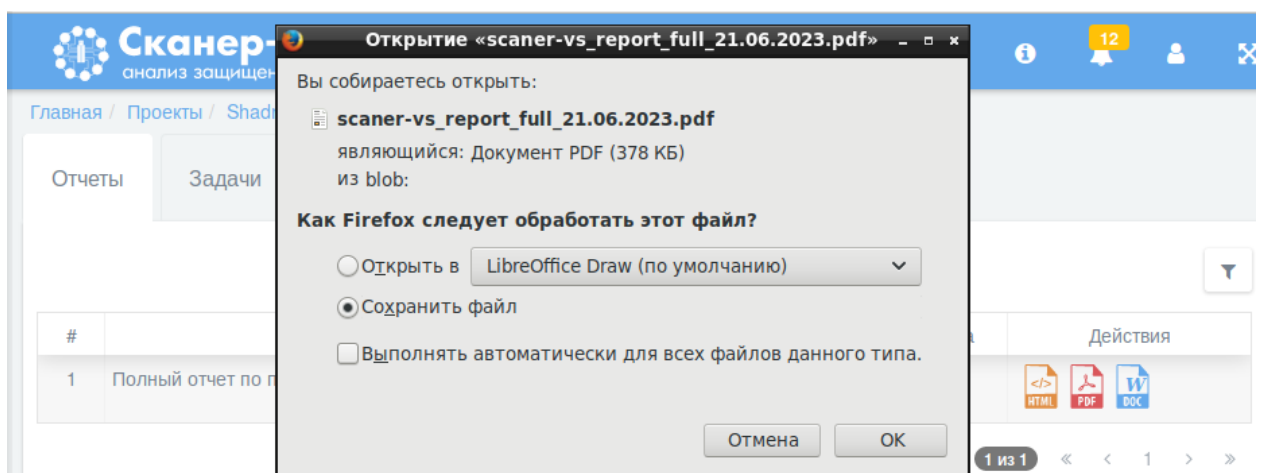 Сканер-
анализ защищен
Открытие «scaner-vs_report_full_21.06.2023.pdf»
12
Главная / Проекты / Shadr
Вы собираетесь открыть:
scaner-vs_report_full_21.06.2023.pdf
являющийся: Документ PDF (378 КБ)
из blob:
Отчеты Задачи
Как Firefox следует обработать этот файл?
Открыть в LibreOffice Draw (по умолчанию)
Сохранить файл
Выполнять автоматически для всех файлов данного типа.
Отмена OK
# Действия
1 Полный отчет по п
HTML PDF W DOC
1 из 1 « < 1 > »